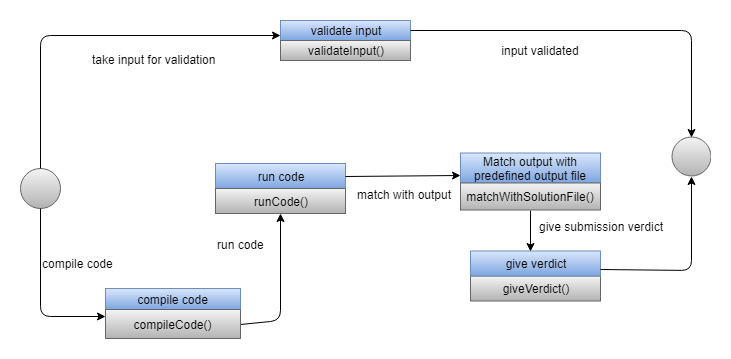 validate input
validateInput()
take input for validation
input validated
Match output with
predefined output file
matchWithSolutionFile()
run code
runCode()
match with output
give submission verdict
run code
compile code
give verdict
giveVerdict()
compile code
compileCode()